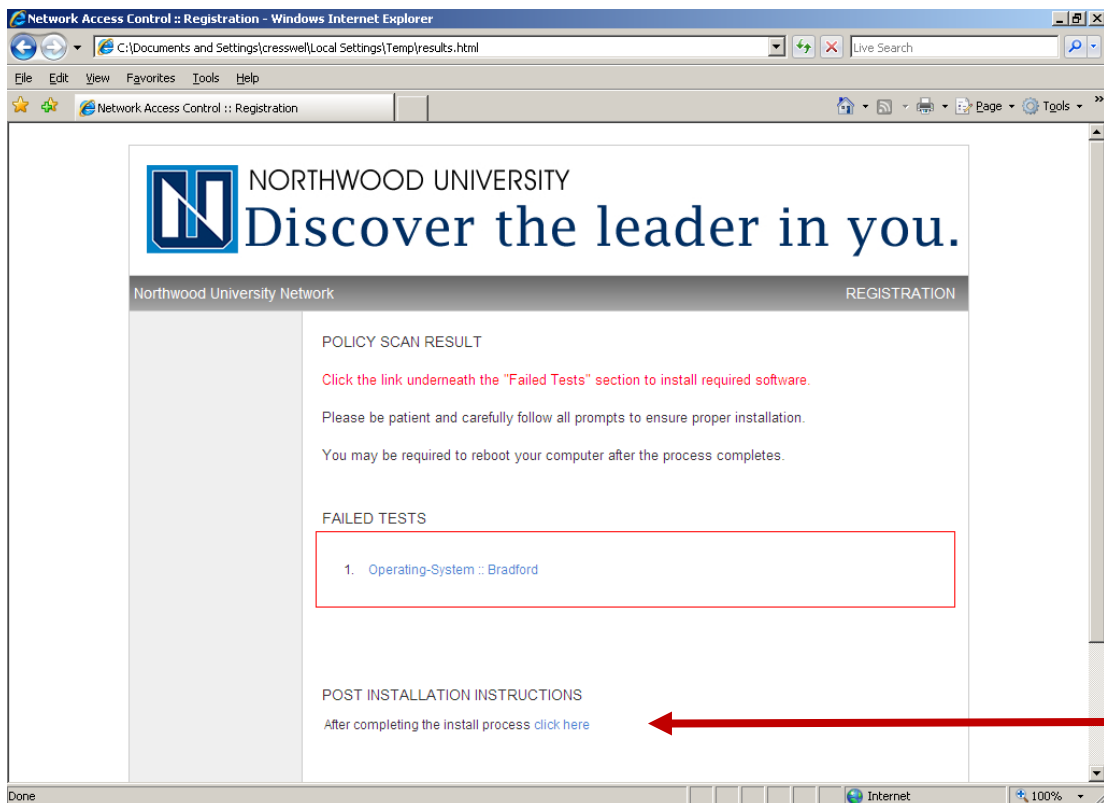 Network Access Control :: Registration - Windows Internet Explorer
C:\Documents and Settings\cresswel\Local Settings\Temp\results.html
Live Search
File Edit View Favorites Tools Help
Network Access Control :: Registration
Page Tools »
NORTHWOOD UNIVERSITY
Discover the leader in you.
Northwood University Network REGISTRATION
POLICY SCAN RESULT
Click the link underneath the "Failed Tests" section to install required software.
Please be patient and carefully follow all prompts to ensure proper installation.
You may be required to reboot your computer after the process completes.
FAILED TESTS
1. Operating-System :: Bradford
POST INSTALLATION INSTRUCTIONS
After completing the install process click here
Done Internet 100%